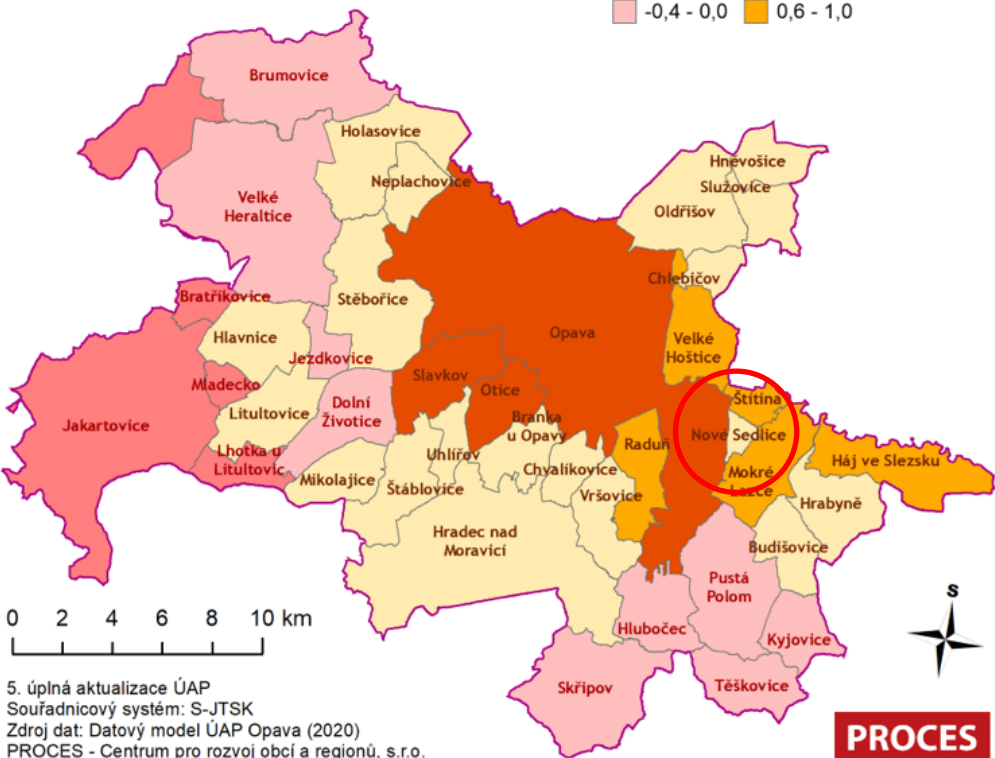 -0,4 - 0,0
0,6 - 1,0
Brumovice
Holasovice
Neplachovice
Velké
Heraltice
Hněvošice
Služovice
Oldřišov
Chlebičov
Bratříkovice
Stěbořice
Hlavnice
Opava
Velké
Hoštice
Jezdkovice
Slavkov
Mladecko
Otice
Štítina
Dolní
Životice
Litultovice
Jakartovice
Branka
u Opavy
Nové Sedlice
Raduň
Uhlířov
Lhotka u
Litultovic
Chvalíkovice
Háj ve Slezsku
Mokré
Lazce
Mikolajice
Štáblovice
Vršovice
Hrabyně
Hradec nad
Moravicí
Budišovice
Pustá
Polom
S
0 2 4 6 8 10 km
Hlubočec
Kyjovice
Skřipov
Těškovice
5. úplná aktualizace ÚAP
Souřadnicový systém: S-JTSK
Zdroj dat: Datový model ÚAP Opava (2020)
PROCES - Centrum pro rozvoj obcí a regionů, s.r.o.
PROCES